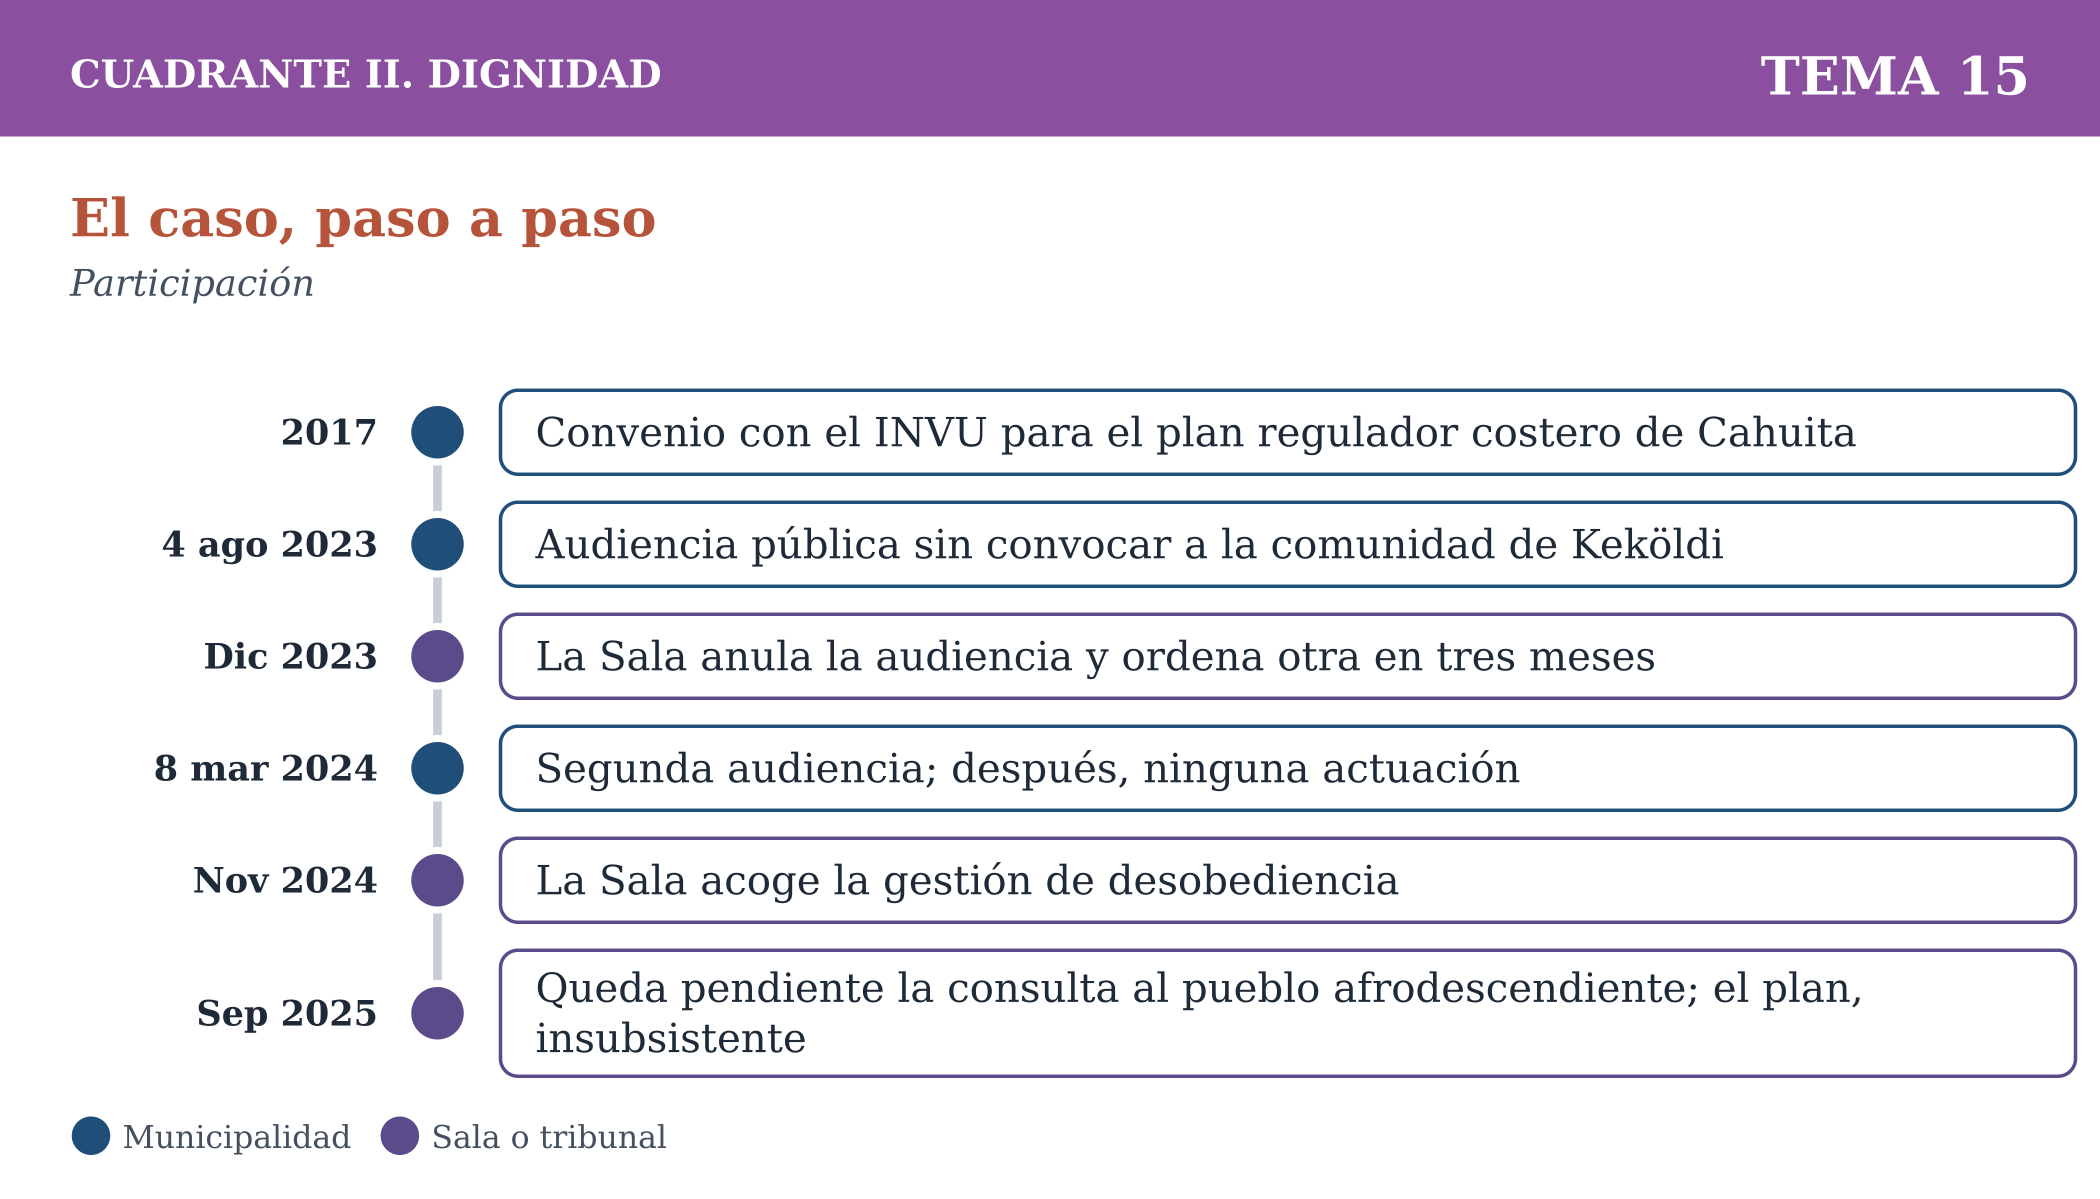 CUADRANTE II. DIGNIDAD
TEMA 15
El caso, paso a paso
Participación
2017
Convenio con el INVU para el plan regulador costero de Cahuita
4 ago 2023
Audiencia pública sin convocar a la comunidad de Keköldi
Dic 2023
La Sala anula la audiencia y ordena otra en tres meses
8 mar 2024
Segunda audiencia; después, ninguna actuación
Nov 2024
La Sala acoge la gestión de desobediencia
Sep 2025
Queda pendiente la consulta al pueblo afrodescendiente; el plan,
insubsistente
Municipalidad
Sala o tribunal